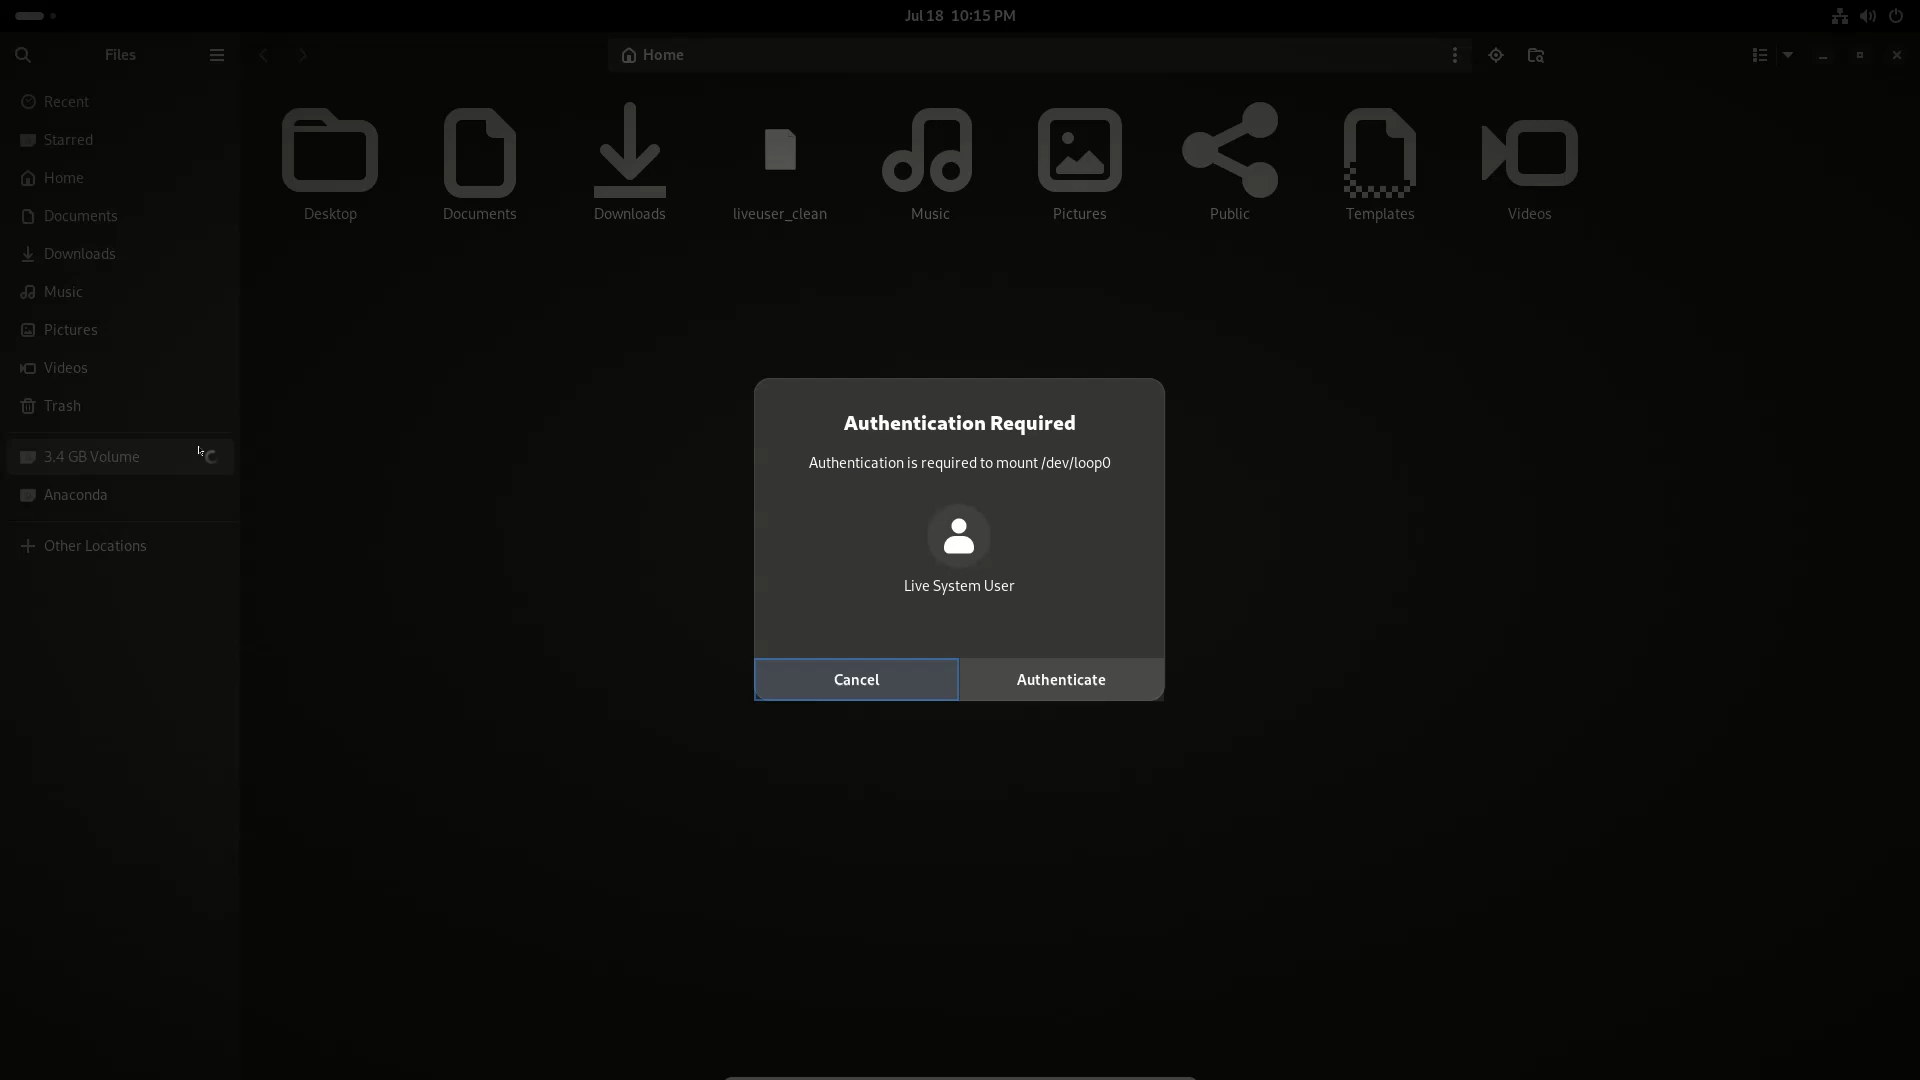 Jul 18 10:15 PM
Files
Home
Recent
Starred
Home
Documents
Downloads
Music
Pictures
Videos
Trash
3.4 GB Volume
Anaconda
Other Locations
Desktop
Documents
Downloads
liveuser_clean
Music
Pictures
Public
Templates
Videos
Authentication Required
Authentication is required to mount /dev/loop0
Live System User
Cancel
Authenticate